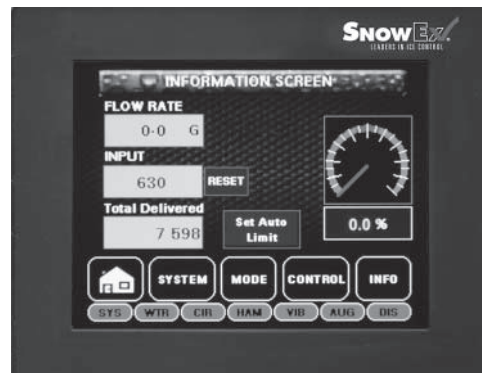 SNOWEx.
LEADERS IN ICE CONTROL
INFORMATION SCREEN
FLOW RATE
0-0 G
INPUT
630 RESET
Total Delivered
7 598
Set Auto
Limit
0.0 %
SYSTEM MODE CONTROL INFO
SYS WTR CIR HAM VIB AUG DIS